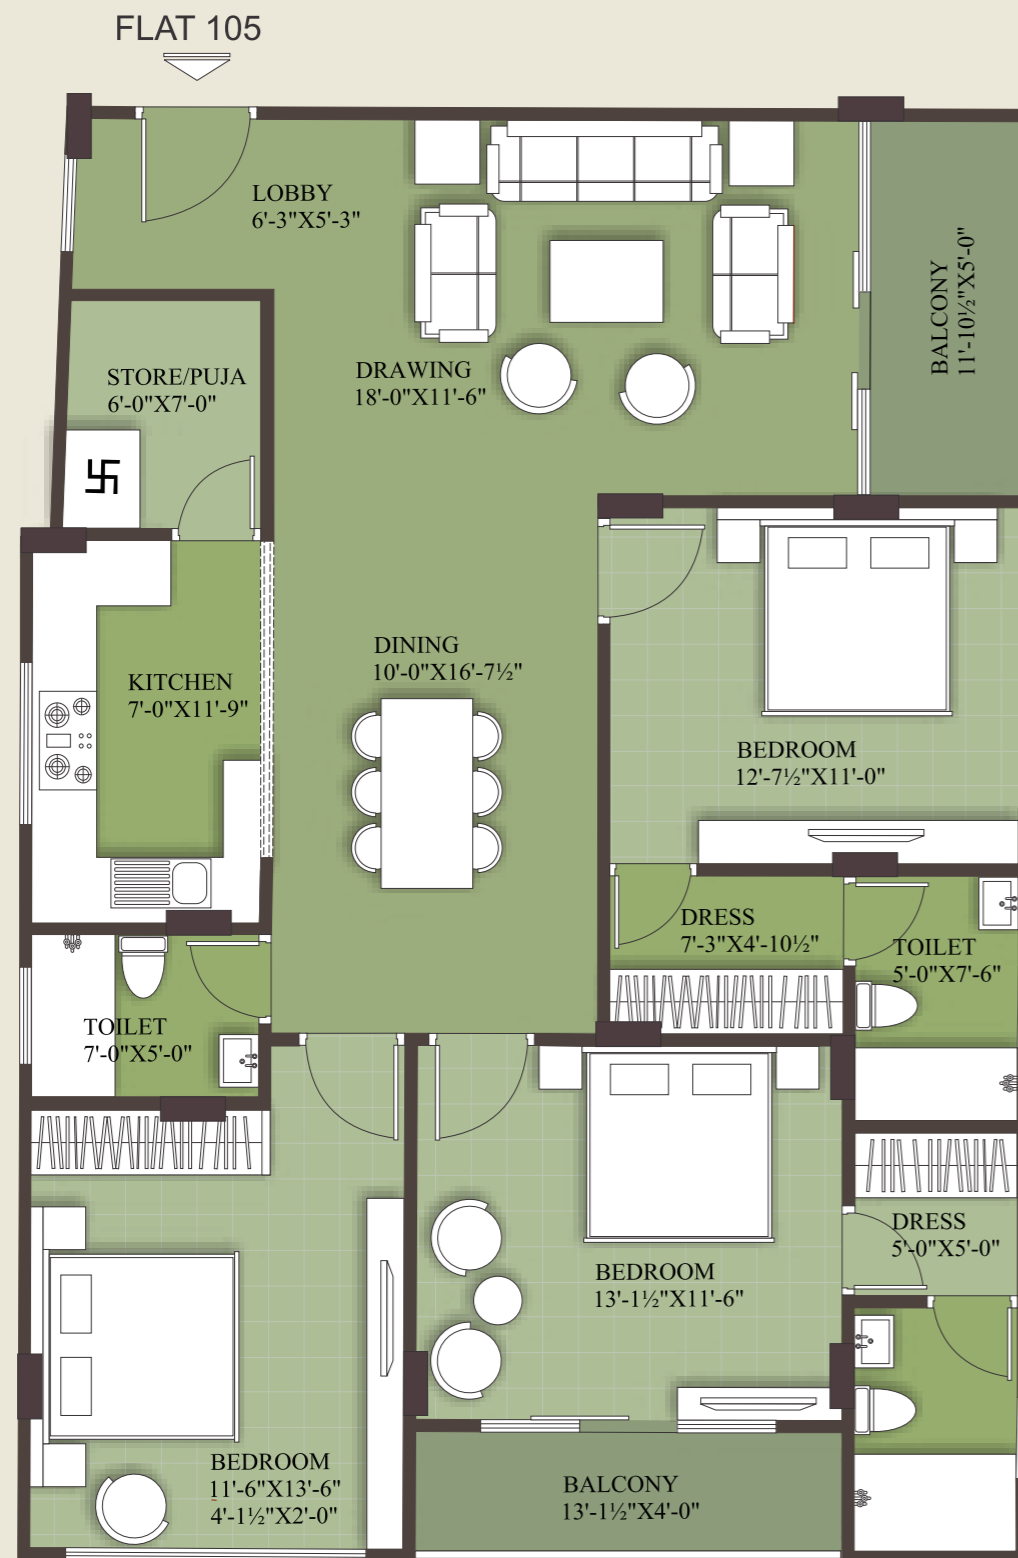 FLAT 105
LOBBY
6'-3"X5'-3"
BALCONY
11'-10½"X5'-0"
STORE/PUJA
6'-0"X7'-0"
DRAWING
18'-0"X11'-6"
DINING
10'-0"X16'-7½"
KITCHEN
7'-0"X11'-9"
BEDROOM
12'-7½"X11'-0"
DRESS
7'-3"X4'-10½"
TOILET
5'-0"X7'-6"
TOILET
7'-0"X5'-0"
DRESS
5'-0"X5'-0"
BEDROOM
13'-1½"X11'-6"
BEDROOM
11'-6"X13'-6"
4'-1½"X2'-0"
BALCONY
13'-1½"X4'-0"